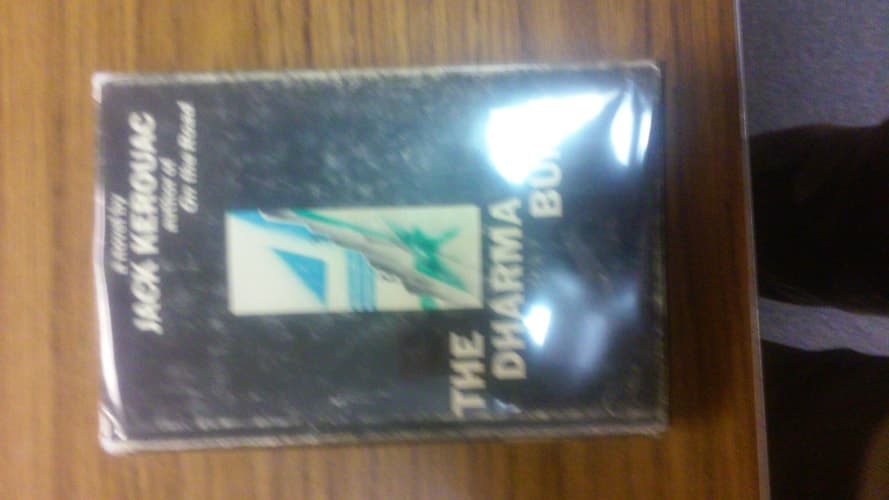 THE
DHARMA
BU
a novel by
JACK KEROUAC
author of
On the Road